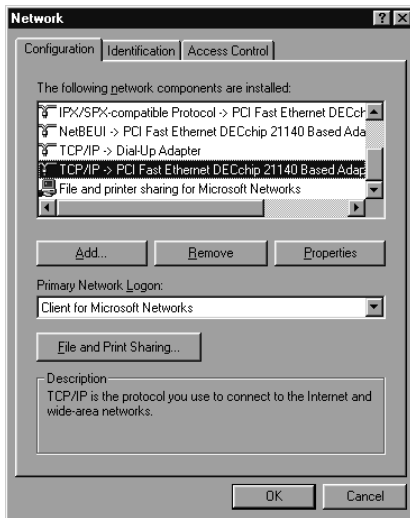 Network
Configuration Identification Access Control
The following network components are installed:
IPX/SPX-compatible Protocol -> PCI Fast Ethernet DECch
NetBEUI -> PCI Fast Ethernet DECchip 21140 Based Ada
TCP/IP -> Dial-Up Adapter
TCP/IP -> PCI Fast Ethernet DECchip 21140 Based Adap
File and printer sharing for Microsoft Networks
Add... Remove Properties
Primary Network Logon:
Client for Microsoft Networks
File and Print Sharing...
Description
TCP/IP is the protocol you use to connect to the Internet and
wide-area networks.
OK Cancel